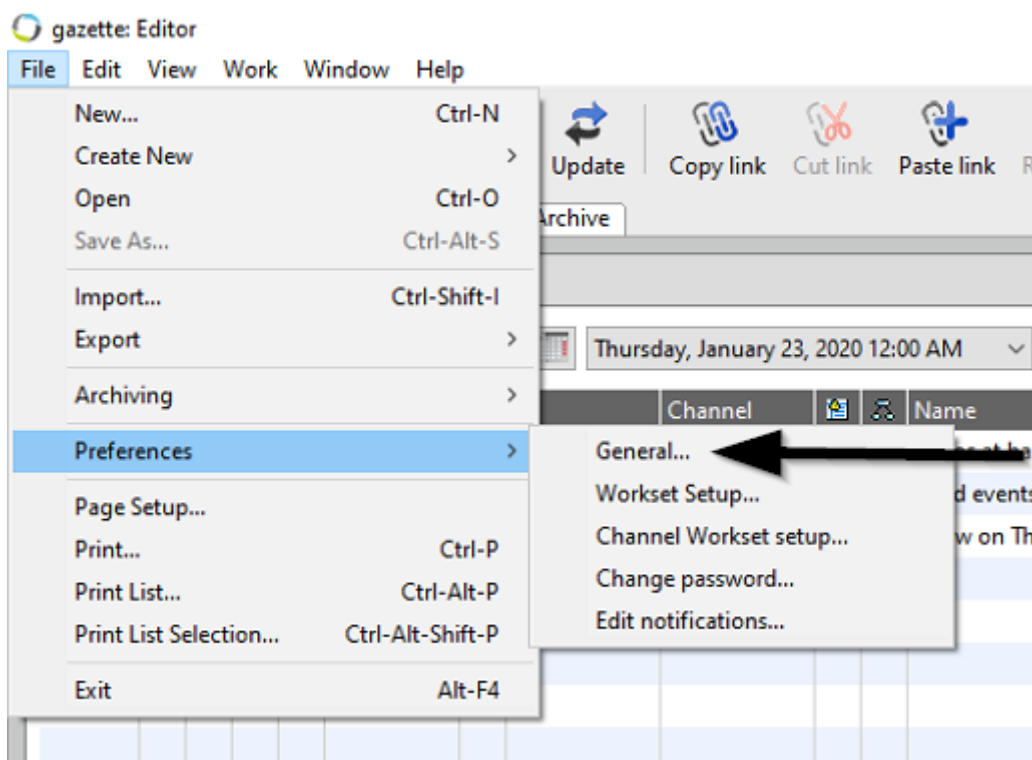 gazette: Editor
File Edit View Work Window Help
New... Ctrl-N
Create New
Open Ctrl-O
Save As... Ctrl-Alt-S
Import... Ctrl-Shift-I
Export
Archiving
Preferences
Page Setup...
Print... Ctrl-P
Print List... Ctrl-Alt-P
Print List Selection... Ctrl-Alt-Shift-P
Exit Alt-F4
Update Copy link Cut link Paste link
Archive
Thursday, January 23, 2020 12:00 AM
Channel Name
General...
Workset Setup...
d events
Channel Workset setup...
w on Th
Change password...
Edit notifications...